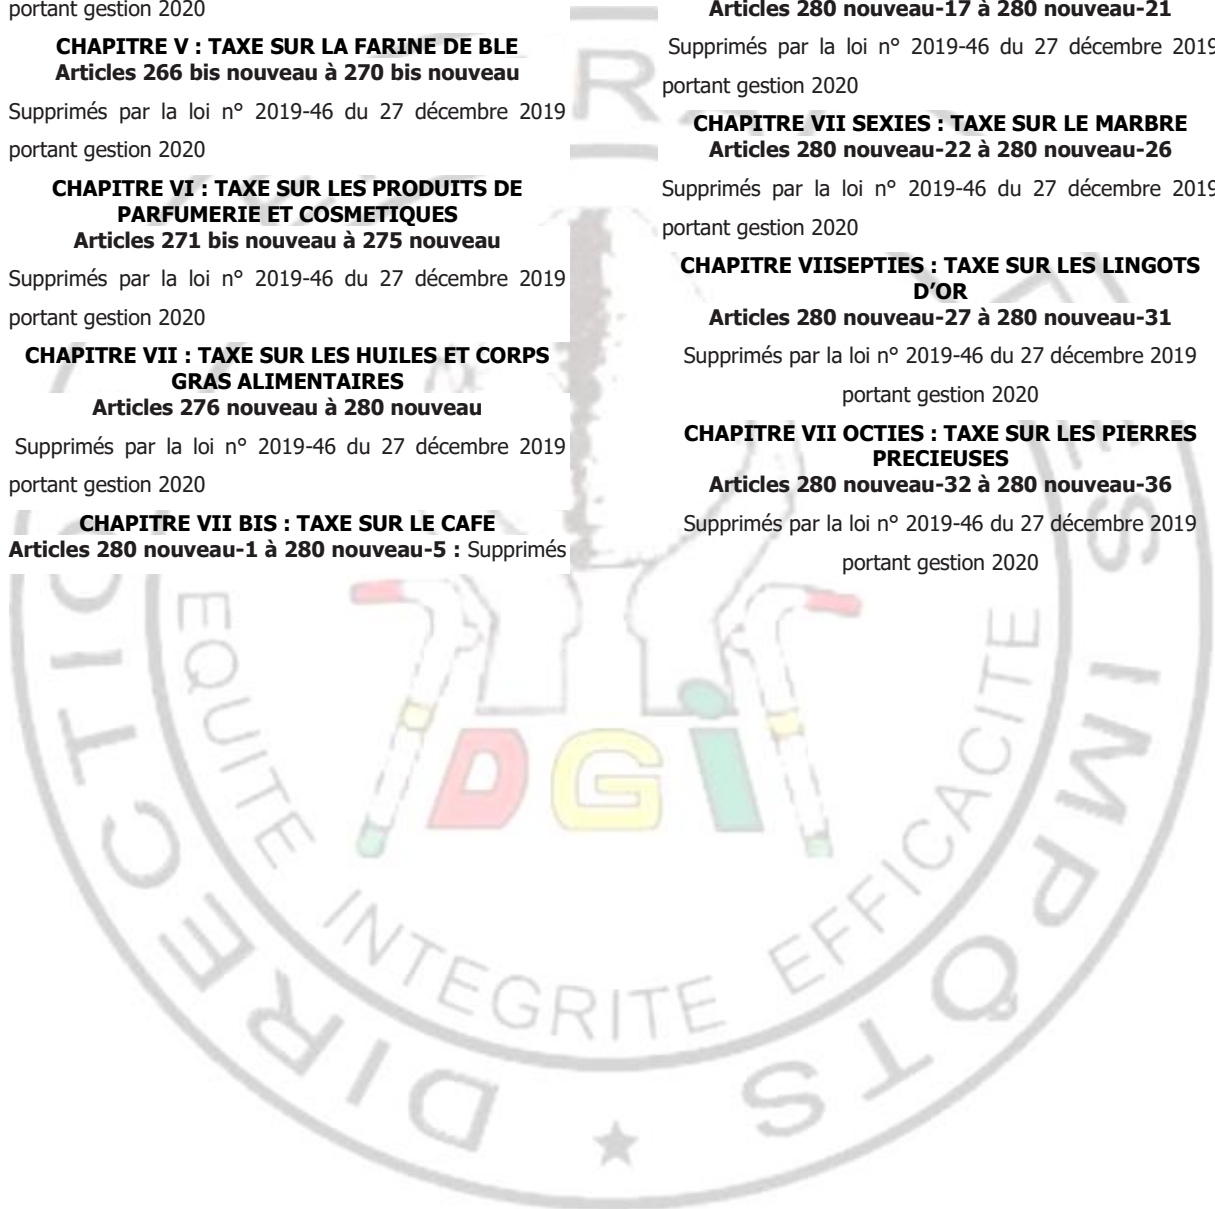 portant gestion 2020
CHAPITRE V : TAXE SUR LA FARINE DE BLE
Articles 266 bis nouveau à 270 bis nouveau
Supprimés par la loi n° 2019-46 du 27 décembre 2019
portant gestion 2020
CHAPITRE VI : TAXE SUR LES PRODUITS DE
PARFUMERIE ET COSMETIQUES
Articles 271 bis nouveau à 275 nouveau
Supprimés par la loi n° 2019-46 du 27 décembre 2019
portant gestion 2020
CHAPITRE VII : TAXE SUR LES HUILES ET CORPS
GRAS ALIMENTAIRES
Articles 276 nouveau à 280 nouveau
Supprimés par la loi n° 2019-46 du 27 décembre 2019
portant gestion 2020
CHAPITRE VII BIS : TAXE SUR LE CAFE
Articles 280 nouveau-1 à 280 nouveau-5 : Supprimés
Articles 280 nouveau-17 à 280 nouveau-21
Supprimés par la loi n° 2019-46 du 27 décembre 2019
portant gestion 2020
CHAPITRE VII SEXIES : TAXE SUR LE MARBRE
Articles 280 nouveau-22 à 280 nouveau-26
Supprimés par la loi n° 2019-46 du 27 décembre 2019
portant gestion 2020
CHAPITRE VIISEPTIES : TAXE SUR LES LINGOTS
D’OR
Articles 280 nouveau-27 à 280 nouveau-31
Supprimés par la loi n° 2019-46 du 27 décembre 2019
portant gestion 2020
CHAPITRE VII OCTIES : TAXE SUR LES PIERRES
PRECIEUSES
Articles 280 nouveau-32 à 280 nouveau-36
Supprimés par la loi n° 2019-46 du 27 décembre 2019
portant gestion 2020
DGI
EQUITE INTEGRITE EFFICACITE
DIRECTIO
ES IMPÔTS